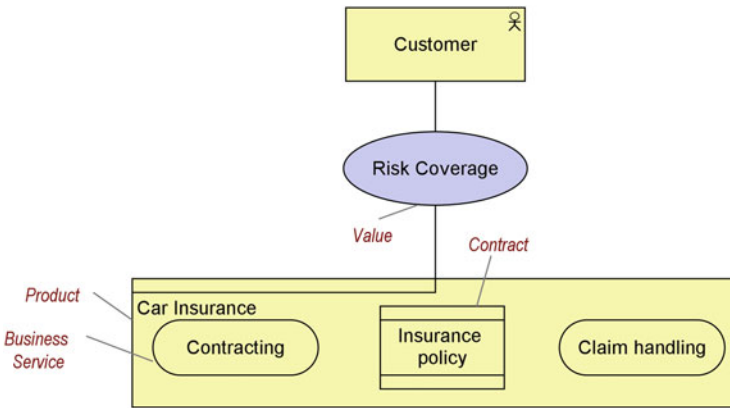 Customer
Risk Coverage
Value
Contract
Product
Car Insurance
Business
Service
Contracting
Insurance
policy
Claim handling